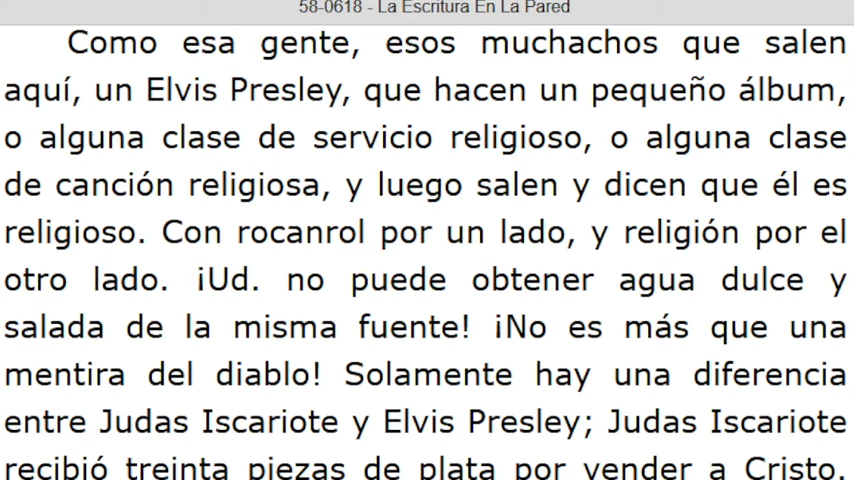 58-0618 - La Escritura En La Pared
Como esa gente, esos muchachos que salen
aquí, un Elvis Presley, que hacen un pequeño álbum,
o alguna clase de servicio religioso, o alguna clase
de canción religiosa, y luego salen y dicen que él es
religioso. Con rocanrol por un lado, y religión por el
otro lado. ¡Ud. no puede obtener agua dulce y
salada de la misma fuente! ¡No es más que una
mentira del diablo! Solamente hay una diferencia
entre Judas Iscariote y Elvis Presley; Judas Iscariote
recibió treinta piezas de plata por vender a Cristo.